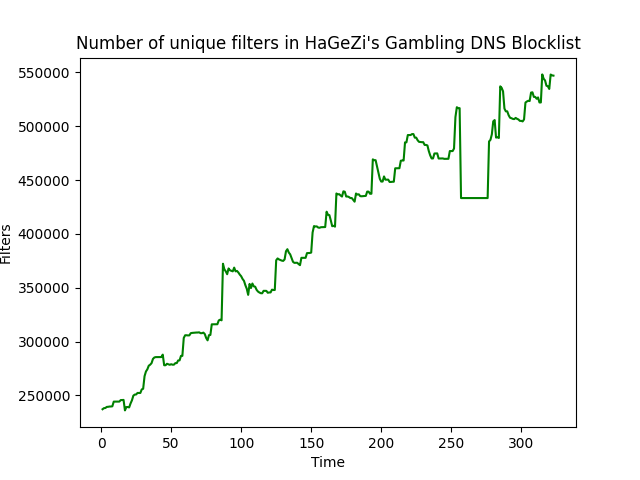 Number of unique filters in HaGeZi's Gambling DNS Blocklist
550000
500000
450000
400000
350000
300000
250000
Filters
0 50 100 150 200 250 300
Time